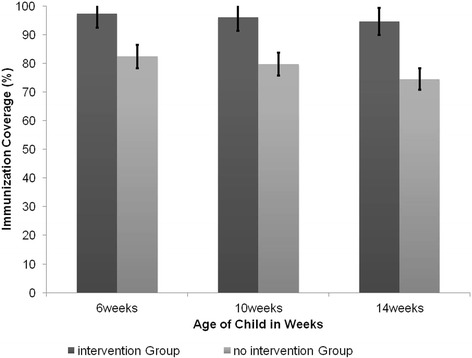 Immunization Coverage (%)
100
90
80
70
60
50
40
30
20
10
0
6weeks 10weeks 14weeks
Age of Child in Weeks
intervention Group no intervention Group